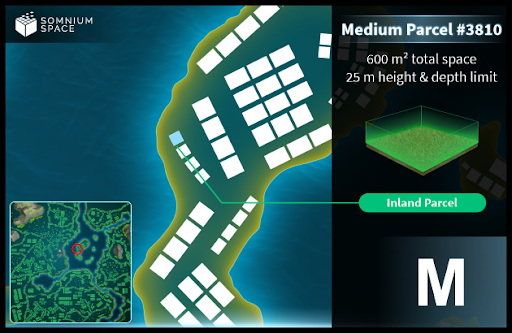 SOMNIUM
SPACE
Medium Parcel #3810
600 m² total space
25 m height & depth limit
Inland Parcel
M